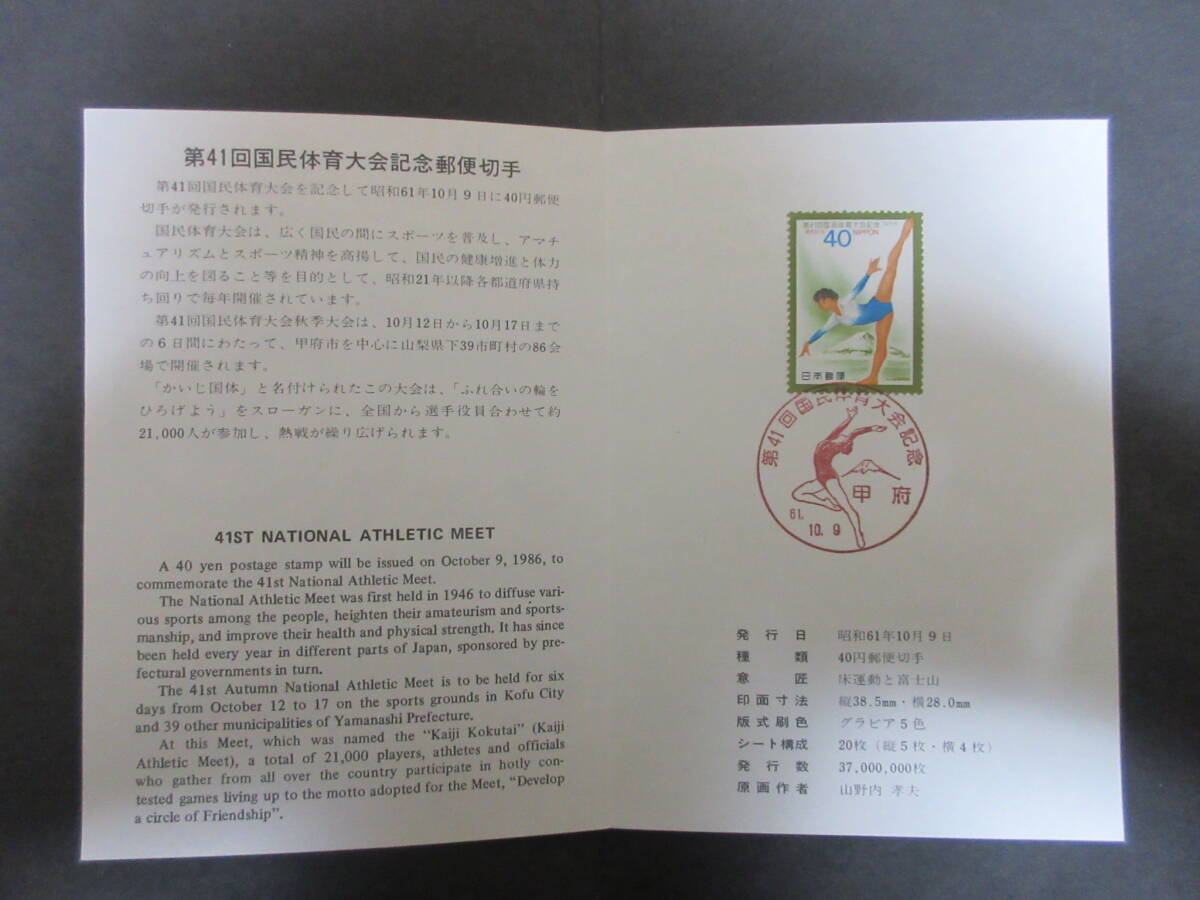 第41回国民体育大会記念郵便切手
第41回国民体育大会を記念して昭和61年10月9日に40円郵便
切手が発行されます。
国民体育大会は、広く国民の間にスポーツを普及し、アマチ
ュアリズムとスポーツ精神を高揚して、国民の健康増進と体力
の向上を図ること等を目的として、昭和21年以降各都道府県持
ち回りで毎年開催されています。
第41回国民体育大会秋季大会は、10月12日から10月17日まで
の6日間にわたって、甲府市を中心に山梨県下39市町村の86会
場で開催されます。
「かいじ国体」と名付けられたこの大会は、「ふれ合いの輪を
ひろげよう」をスローガンに、全国から選手役員合わせて約
21,000人が参加し、熱戦が繰り広げられます。
41ST NATIONAL ATHLETIC MEET
A 40 yen postage stamp will be issued on October 9, 1986, to
commemorate the 41st National Athletic Meet.
The National Athletic Meet was first held in 1946 to diffuse vari-
ous sports among the people, heighten their amateurism and sports-
manship, and improve their health and physical strength. It has since
been held every year in different parts of Japan, sponsored by pre-
fectural governments in turn.
The 41st Autumn National Athletic Meet is to be held for six
days from October 12 to 17 on the sports grounds in Kofu City
and 39 other municipalities of Yamanashi Prefecture.
At this Meet, which was named the "Kaiji Kokutai" (Kaiji
Athletic Meet), a total of 21,000 players, athletes and officials
who gather from all over the country participate in hotly con-
tested games living up to the motto adopted for the Meet, "Develop
a circle of Friendship".
第41回国民体育大会記念
40 NIPPON
日本郵便
第41回国民体育大会記念
甲府
61.
10.9
発行日 昭和61年10月9日
種類 40円郵便切手
意匠 床運動と富士山
印面寸法 縦38.5mm・横28.0mm
版式刷色 グラビア5色
シート構成 20枚（縦5枚・横4枚）
発行数 37,000,000枚
原画作者 山野内 孝夫